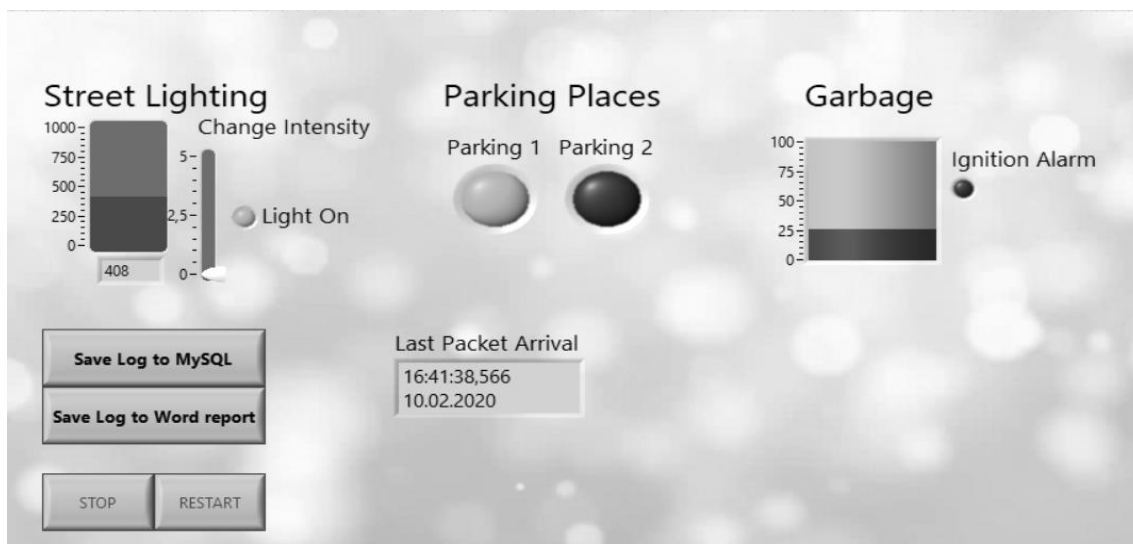 Street Lighting
1000
750
500
250
0
408
Change Intensity
5
2,5
0
Light On
Parking Places
Parking 1
Parking 2
Garbage
100
75
50
25
0
Ignition Alarm
Save Log to MySQL
Save Log to Word report
STOP
RESTART
Last Packet Arrival
16:41:38,566
10.02.2020